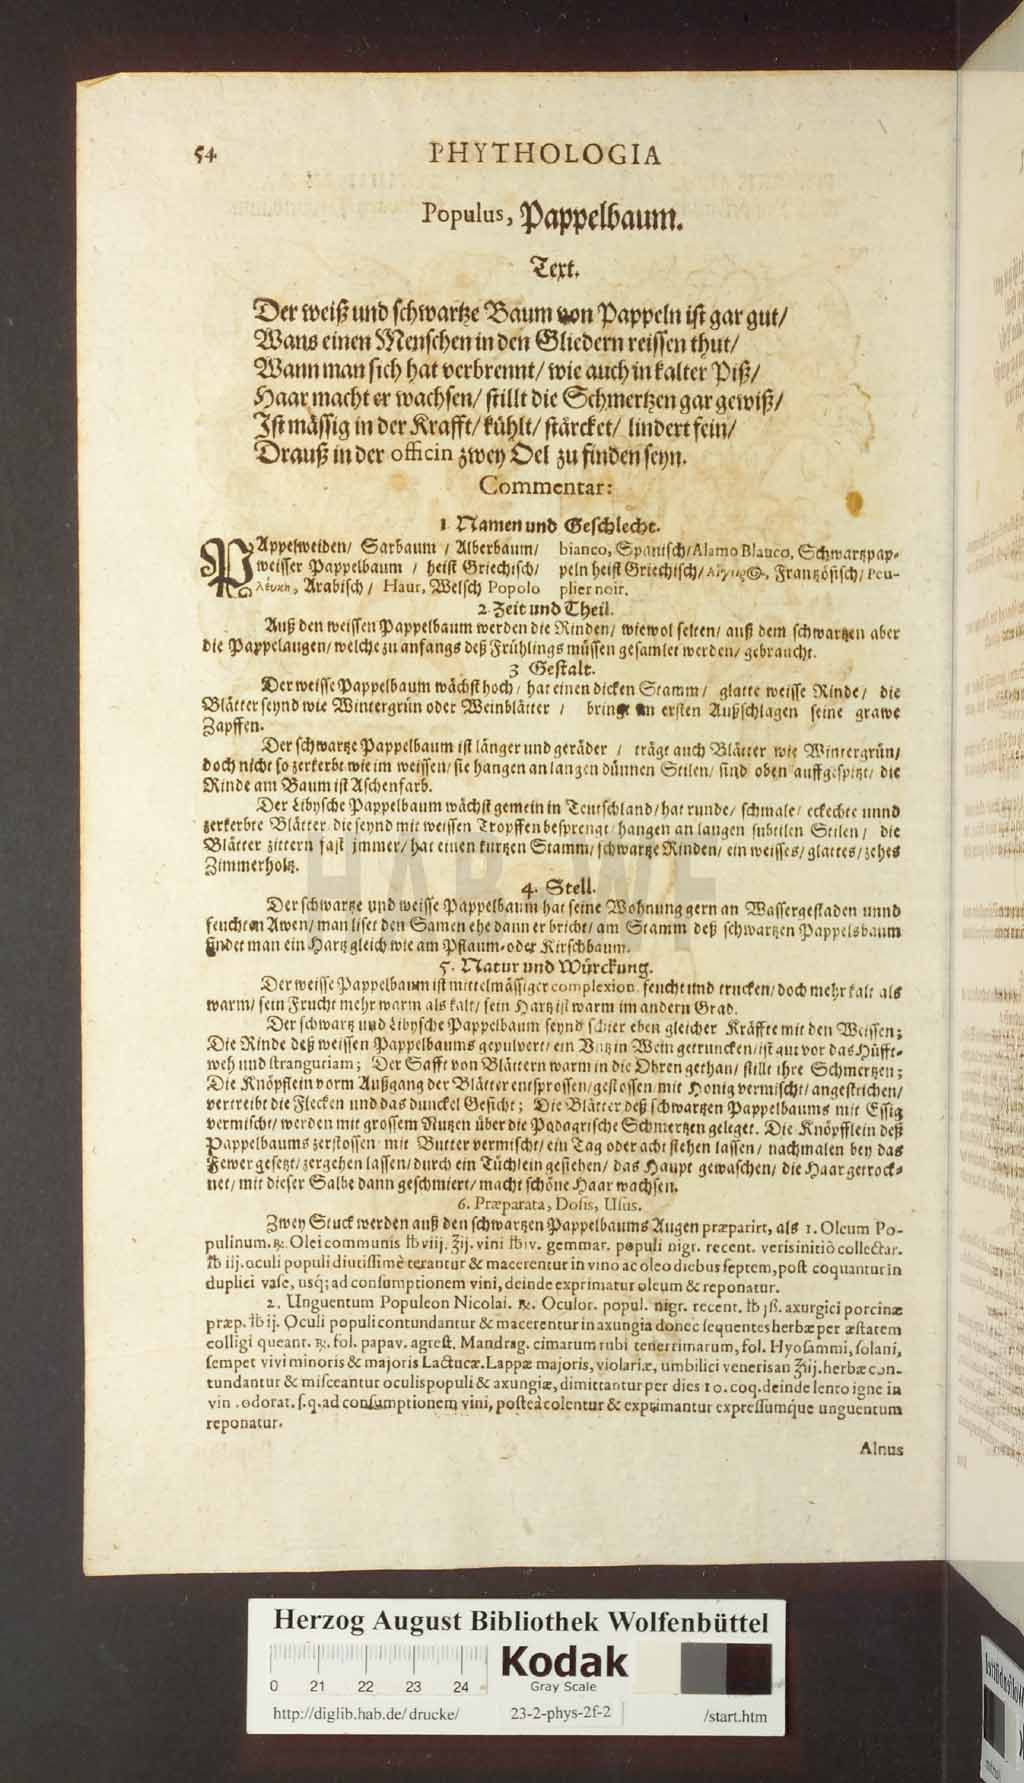 54 PHYTHOLOGIA
Populus, Pappelbaum.
Text.
Der weiß und schwartze Baum von Pappeln ist gar gut/
Wans einen Menschen in den Gliedern reissen thut/
Wann man sich hat verbrennt/ wie auch in kalter Piß/
Haar macht er wachsen/ stillt die Schmertzen gar gewiß/
Ist mässig in der Krafft/ kühlt/ stärcket/ lindert fein/
Drauß in der officin zwey Oel zu finden seyn.
Commentar:
1 Namen und Geschlecht.
PAppelweiden/ Sarbaum / Alberbaum/
weisser Pappelbaum / heist Griechisch/
λεύκη, Arabisch / Haur, Welsch Popolo
bianco, Spanisch/ Alamo Blauco, Schwartzpap-
peln heist Griechisch/ Französisch/ Peu-
plier noir.
2. Zeit und Theil.
Auß den weissen Pappelbaum werden die Rinden/ wiewol selten/ auß dem schwartzen aber
die Pappelaugen/ welche zu anfangs deß Frühlings müssen gesamlet werden/ gebraucht.
3 Gestalt.
Der weisse Pappelbaum wächst hoch/ hat einen dicken Stamm/ glatte weisse Rinde/ die
Blätter seynd wie Wintergrün oder Weinblätter / bringt im ersten Außschlagen seine grawe
Zapffen.
Der schwartze Pappelbaum ist länger und geräder / trägt auch Blätter wie Wintergrün/
doch nicht so zerkerbt wie im weissen/ sie hangen an langen dünnen Stilen/ sind oben auffgespitzt/ die
Rinde am Baum ist Aschenfarb.
Der Libysche Pappelbaum wächst gemein in Teutschland/ hat runde/ schmale/ eckechte unnd
zerkerbte Blätter/ die seynd mit weissen Tropffen besprengt/ hangen an langen subtilen Stilen/ die
Blätter zittern fast jmmer/ hat einen kurtzen Stamm/ schwartze Rinden/ ein weisses/ glattes/ zehes
Zimmerholtz.
4. Stell.
Der schwartze und weisse Pappelbaum hat seine Wohnung gern an Wassergestaden unnd
feuchten Awen/ man liset den Samen ehe dann er bricht/ am Stamm deß schwartzen Pappelsbaum
findet man ein Hartz gleich wie am Pflaum- oder Kirschbaum.
5. Natur und Würckung.
Der weisse Pappelbaum ist mittelmässiger complexion, feucht und trucken/ doch mehr kalt als
warm/ sein Frucht mehr warm als kalt/ sein Hartz ist warm im andern Grad.
Der schwartz und Libysche Pappelbaum seynd schier eben gleicher Kräffte mit den Weissen;
Die Rinde deß weissen Pappelbaums gepulvert/ ein Untz in Wein getruncken/ ist gut vor das Hüfft-
weh und stranguriam; Der Safft von Blättern warm in die Ohren gethan/ stillt ihre Schmertzen;
Die Knöpflein vorm Außgang der Blätter entsprossen/ gestossen mit Honig vermischt/ angestrichen/
vertreibt die Flecken und das dunckel Gesicht; Die Blätter deß schwartzen Pappelbaums mit Essig
vermischt/ werden mit grossem Nutzen über die Podagrische Schmertzen geleget. Die Knöpfflein deß
Pappelbaums zerstossen mit Butter vermischt/ ein Tag oder acht stehen lassen/ nachmalen bey das
Fewer gesetzt/ zergehen lassen/ durch ein Tüchlein gesiehen/ das Haupt gewaschen/ die Haar getrock-
net/ mit dieser Salbe dann geschmiert/ macht schöne Haar wachsen.
6. Præparata, Dosis, Usus.
Zwey Stuck werden auß den schwartzen Pappelbaums Augen præparirt, als 1. Oleum Po-
pulinum. ℞. Olei communis ℔viij. ℥ij. vini ℔iv. gemmar. populi nigr. recent. veris initiò collectar.
℔iij. oculi populi diutissimè terantur & macerentur in vino ac oleo diebus septem, post coquantur in
duplici vase, usq; ad consumptionem vini, deinde exprimatur oleum & reponatur.
2. Unguentum Populeon Nicolai. ℞. Oculor. popul. nigr. recent. ℔jß. axurgici porcinæ
præp. ℔ij. Oculi populi contundantur & macerentur in axungia donec sequentes herbæ per æstatem
colligi queant. ℞. fol. papav. agrest. Mandrag. cimarum rubi tenerrimarum, fol. Hyosammi, solani,
sempet vivi minoris & majoris Lactucæ. Lappæ majoris, violariæ, umbilici venerisan ℥iij. herbæ con-
tundantur & misceantur oculis populi & axungiæ, dimittantur per dies 10. coq. deinde lento igne in
vin . odorat. s. q. ad consumptionem vini, posteà colentur & exprimantur expressumque unguentum
reponatur.
Alnus
HAB WF
Herzog August Bibliothek Wolfenbüttel
0 21 22 23 24
Kodak
Gray Scale
http://diglib.hab.de/drucke/ 23-2-phys-2f-2 /start.htm